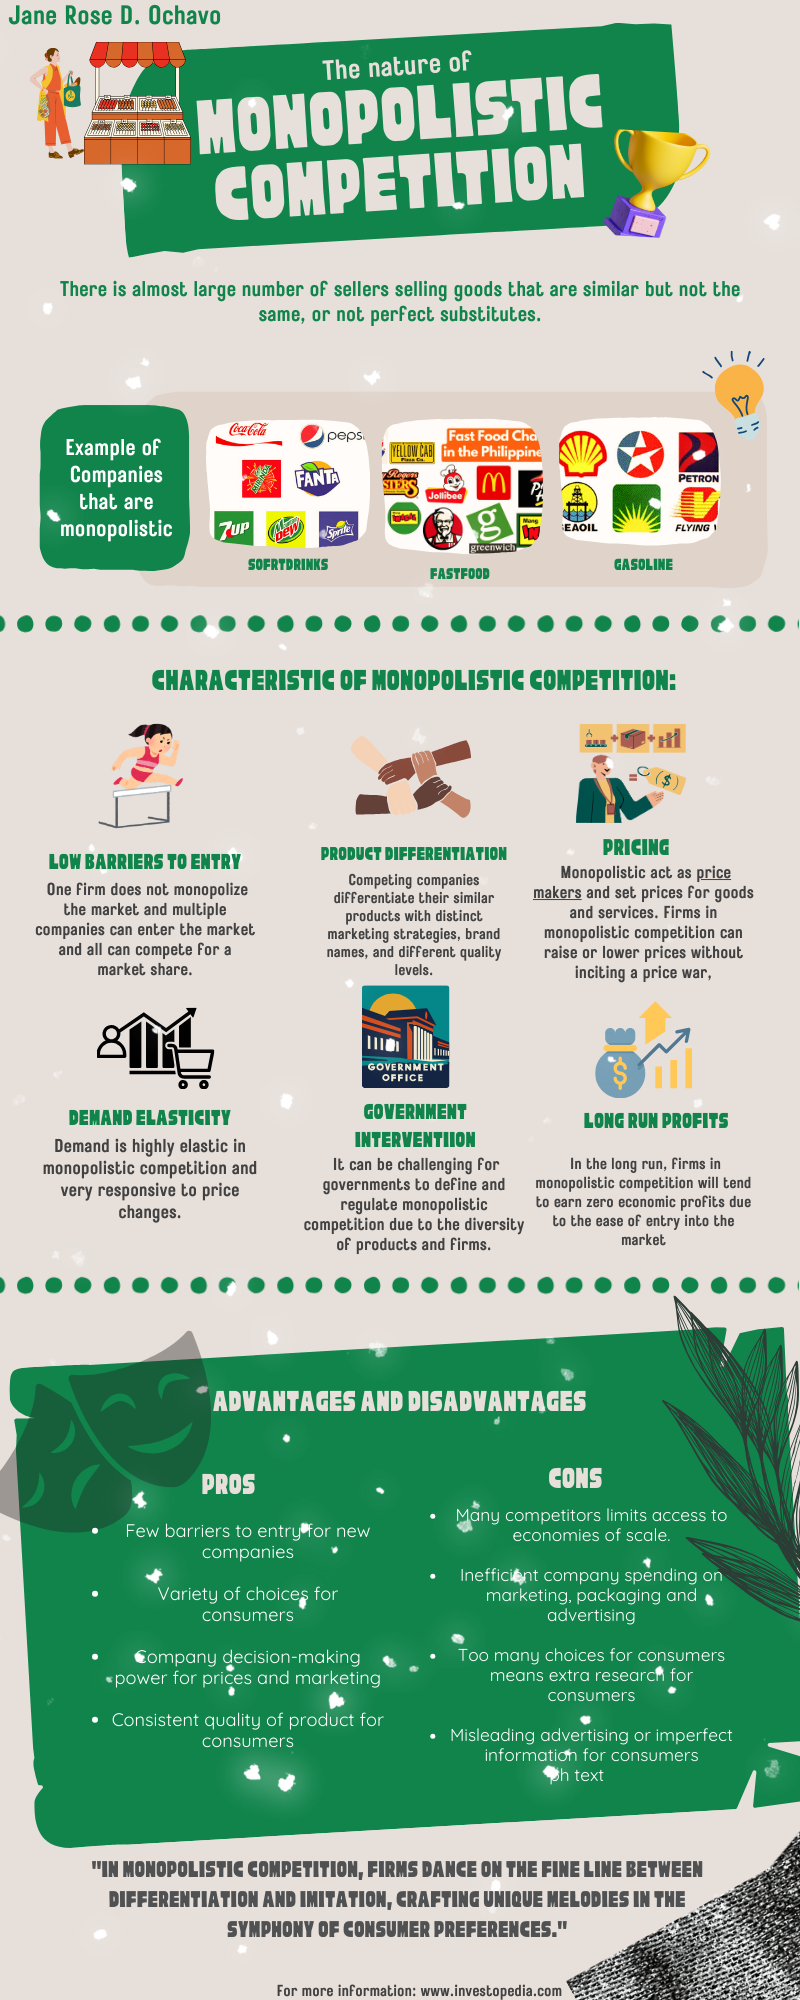 Jane Rose D. Ochavo
The nature of
MONOPOLISTIC
COMPETITION
There is almost large number of sellers selling goods that are similar but not the
same, or not perfect substitutes.
Example of
Companies
that are
monopolistic
Coca-Cola
pepsi
FANTA
7UP
Mtn
DEW
Sprite
SOFRTDRINKS
Fast Food Cha
in the Philippine
YELLOW CAB
Pizza Co.
Rogers
STERS
Jollibee
KFC
g
greenwich
Mang
FASTFOOD
PETRON
SEAOIL
FLYING V
GASOLINE
CHARACTERISTIC OF MONOPOLISTIC COMPETITION:
LOW BARRIERS TO ENTRY
One firm does not monopolize
the market and multiple
companies can enter the market
and all can compete for a
market share.
PRODUCT DIFFERENTIATION
Competing companies
differentiate their similar
products with distinct
marketing strategies, brand
names, and different quality
levels.
PRICING
Monopolistic act as price
makers and set prices for goods
and services. Firms in
monopolistic competition can
raise or lower prices without
inciting a price war,
DEMAND ELASTICITY
Demand is highly elastic in
monopolistic competition and
very responsive to price
changes.
GOVERNMENT
OFFICE
GOVERNMENT
INTERVENTIION
It can be challenging for
governments to define and
regulate monopolistic
competition due to the diversity
of products and firms.
LONG RUN PROFITS
In the long run, firms in
monopolistic competition will tend
to earn zero economic profits due
to the ease of entry into the
market
ADVANTAGES AND DISADVANTAGES
PROS
• Few barriers to entry for new
companies
• Variety of choices for
consumers
• Company decision-making
power for prices and marketing
• Consistent quality of product for
consumers
CONS
• Many competitors limits access to
economies of scale.
• Inefficient company spending on
marketing, packaging and
advertising
• Too many choices for consumers
means extra research for
consumers
• Misleading advertising or imperfect
information for consumers
ph text
"IN MONOPOLISTIC COMPETITION, FIRMS DANCE ON THE FINE LINE BETWEEN
DIFFERENTIATION AND IMITATION, CRAFTING UNIQUE MELODIES IN THE
SYMPHONY OF CONSUMER PREFERENCES."
For more information: www.investopedia.com